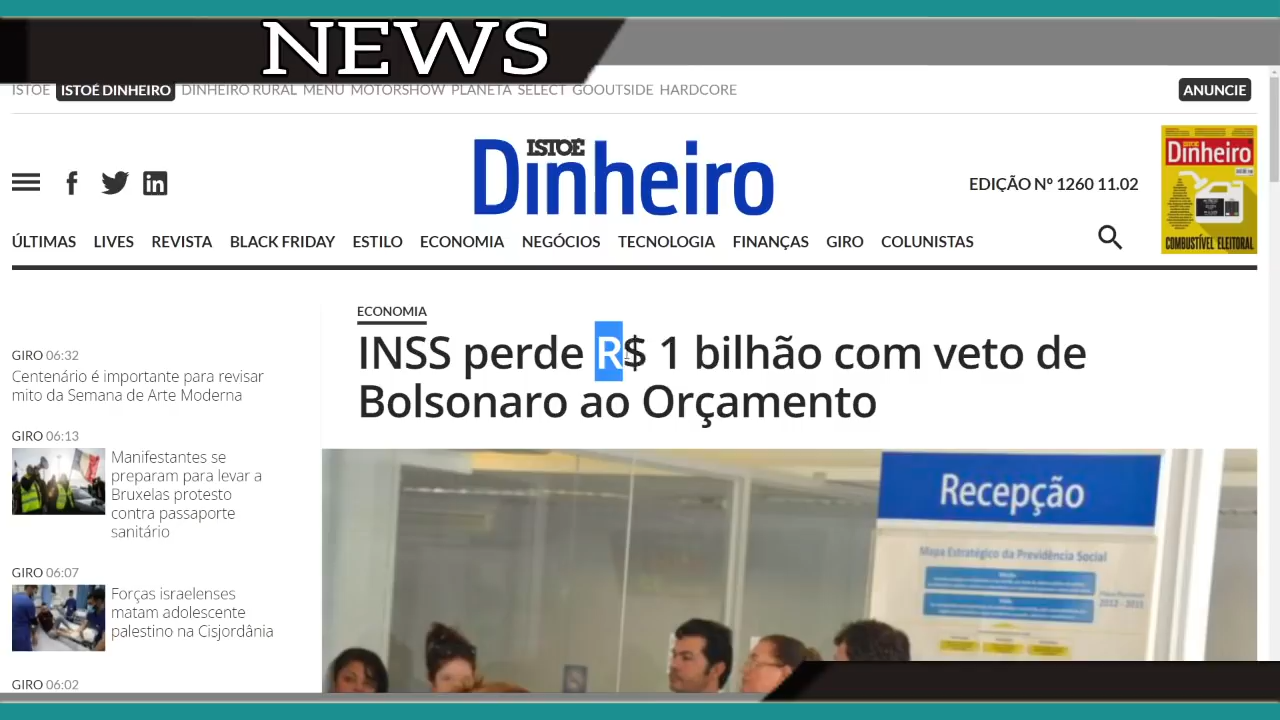 NEWS
ISTOÉ ISTOÉ DINHEIRO DINHEIRO RURAL MENU MOTORSHOW PLANETA SELECT GOOUTSIDE HARDCORE ANUNCIE
ISTOÉ
Dinheiro
EDIÇÃO Nº 1260 11.02
ISTOÉ
Dinheiro
COMBUSTÍVEL ELEITORAL
ÚLTIMAS LIVES REVISTA BLACK FRIDAY ESTILO ECONOMIA NEGÓCIOS TECNOLOGIA FINANÇAS GIRO COLUNISTAS
ECONOMIA
INSS perde R$ 1 bilhão com veto de
Bolsonaro ao Orçamento
GIRO 06:32
Centenário é importante para revisar
mito da Semana de Arte Moderna
GIRO 06:13
Manifestantes se
preparam para levar a
Bruxelas protesto
contra passaporte
sanitário
GIRO 06:07
Forças israelenses
matam adolescente
palestino na Cisjordânia
GIRO 06:02
Recepção
Mapa Estratégico da Previdência Social